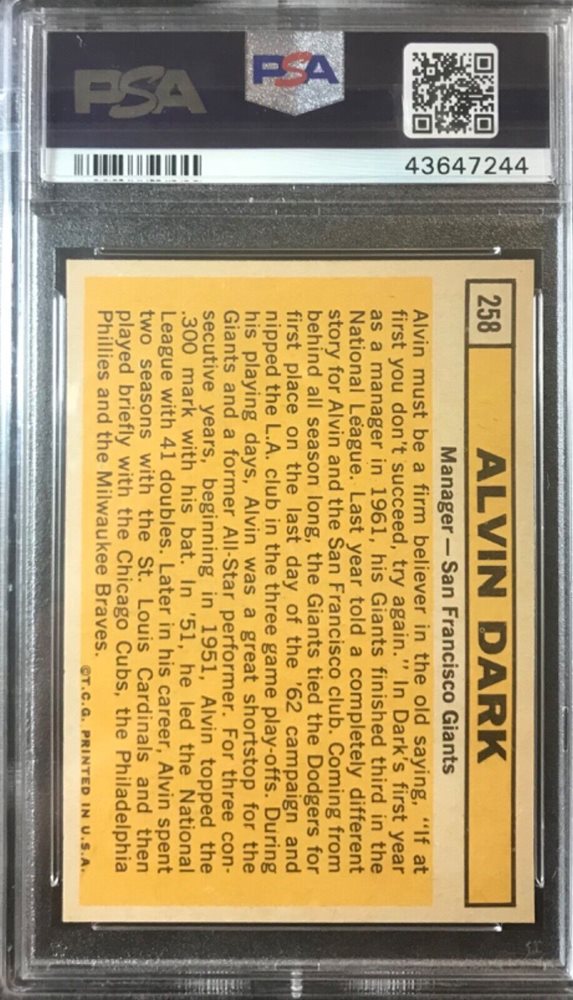 PSA
PSA
43647244
258
ALVIN DARK
Manager — San Francisco Giants
Alvin must be a firm believer in the old saying, "If at
first you don't succeed, try again." In Dark's first year
as a manager in 1961, his Giants finished third in the
National League. Last year told a completely different
story for Alvin and the San Francisco club. Coming from
behind all season long, the Giants tied the Dodgers for
first place on the last day of the '62 campaign and
nipped the L.A. club in the three game play-offs. During
his playing days, Alvin was a great shortstop for the
Giants and a former All-Star performer. For three con-
secutive years, beginning in 1951, Alvin topped the
.300 mark with his bat. In '51, he led the National
League with 41 doubles. Later in his career, Alvin spent
two seasons with the St. Louis Cardinals and then
played briefly with the Chicago Cubs, the Philadelphia
Phillies and the Milwaukee Braves.
©T.C.G. PRINTED IN U.S.A.